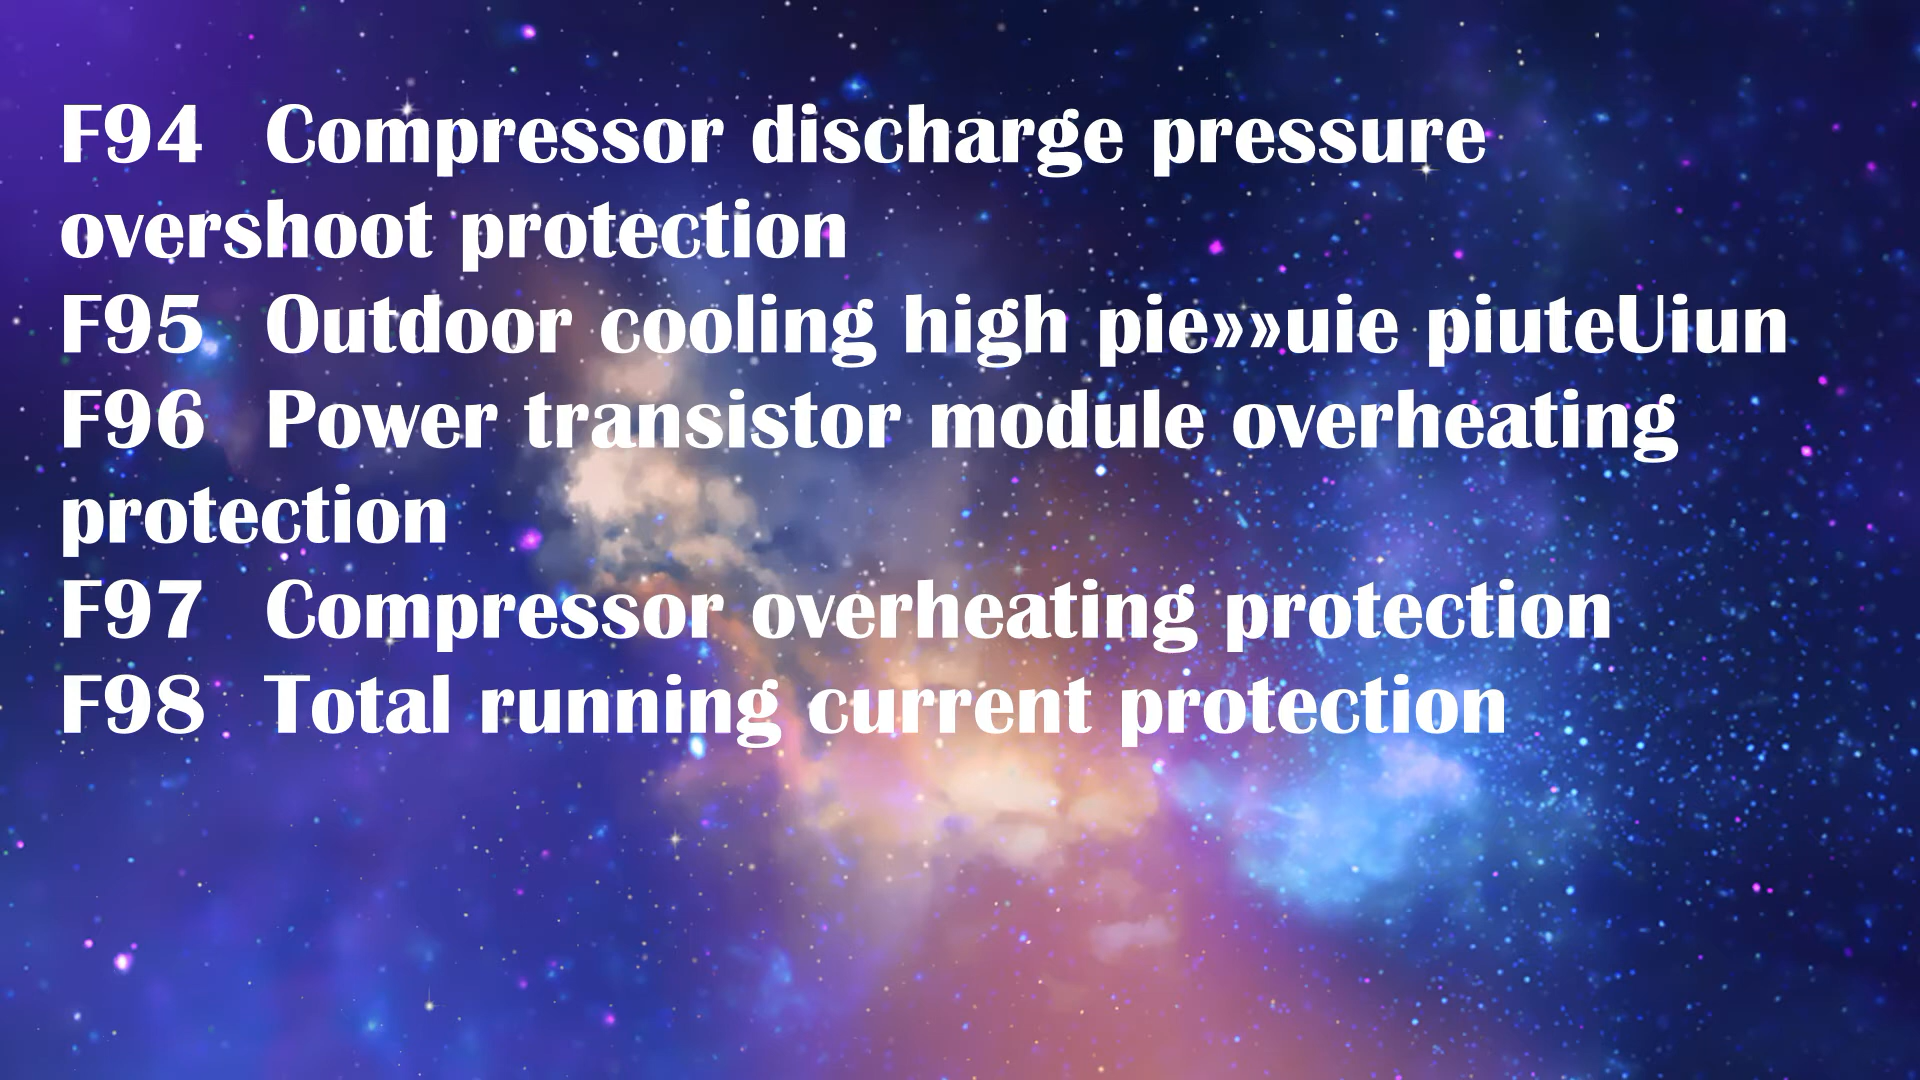 F94 Compressor discharge pressure
overshoot protection
F95 Outdoor cooling high pie»»uie piuteUiun
F96 Power transistor module overheating
protection
F97 Compressor overheating protection
F98 Total running current protection